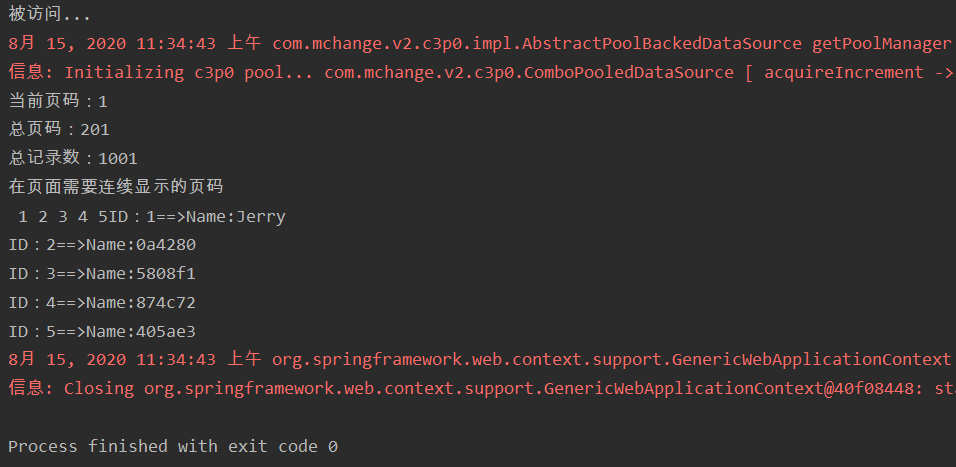 被访问...
8月 15, 2020 11:34:43 上午 com.mchange.v2.c3p0.impl.AbstractPoolBackedDataSource getPoolManager
信息: Initializing c3p0 pool... com.mchange.v2.c3p0.ComboPooledDataSource [ acquireIncrement ->
当前页码：1
总页码：201
总记录数：1001
在页面需要连续显示的页码
 1 2 3 4 5ID：1==>Name:Jerry
ID：2==>Name:0a4280
ID：3==>Name:5808f1
ID：4==>Name:874c72
ID：5==>Name:405ae3
8月 15, 2020 11:34:43 上午 org.springframework.web.context.support.GenericWebApplicationContext
信息: Closing org.springframework.web.context.support.GenericWebApplicationContext@40f08448: sta
Process finished with exit code 0